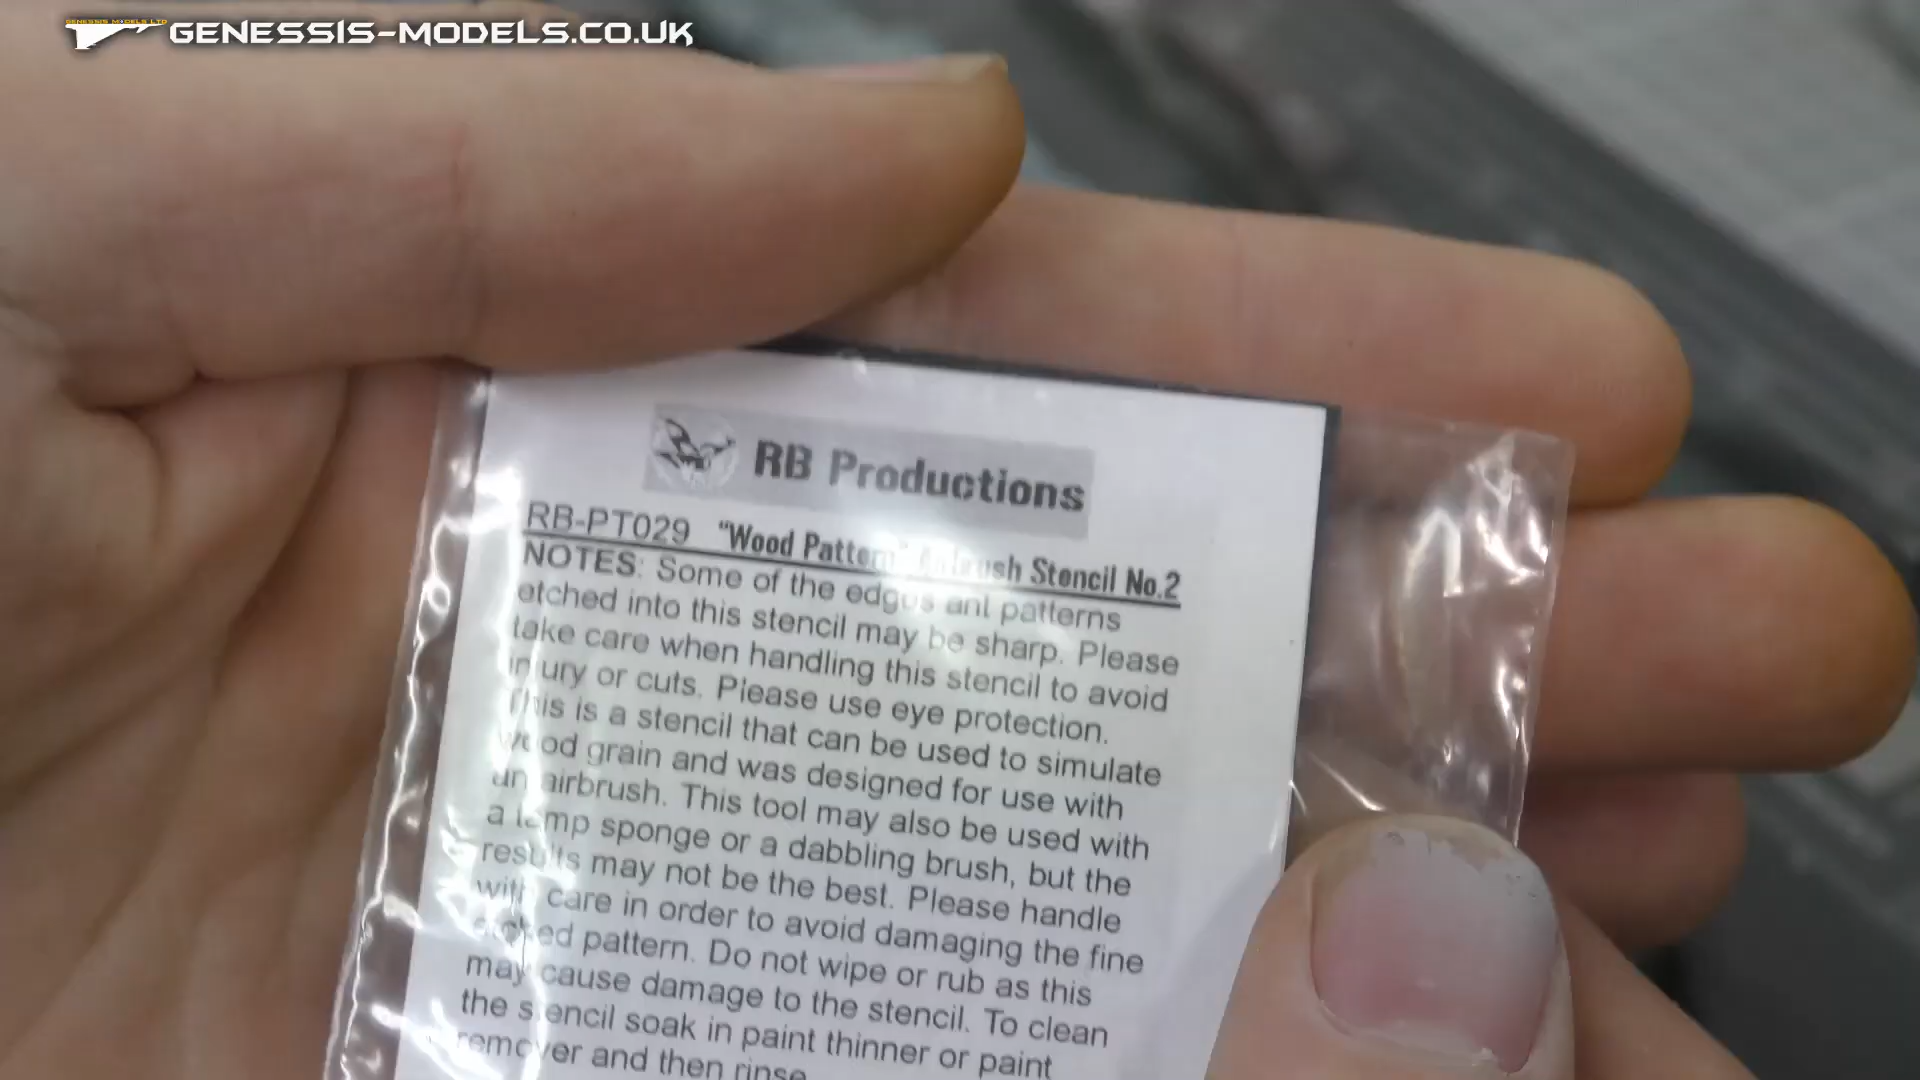 GENESSIS MODELS LTD
GENESSIS-MODELS.CO.UK
RB Productions
RB-PT029 "Wood Pattern" Airbrush Stencil No.2
NOTES: Some of the edges ant patterns
etched into this stencil may be sharp. Please
take care when handling this stencil to avoid
injury or cuts. Please use eye protection.
This is a stencil that can be used to simulate
wood grain and was designed for use with
an airbrush. This tool may also be used with
a lamp sponge or a dabbling brush, but the
results may not be the best. Please handle
with care in order to avoid damaging the fine
etched pattern. Do not wipe or rub as this
may cause damage to the stencil. To clean
the stencil soak in paint thinner or paint
remover and then rinse